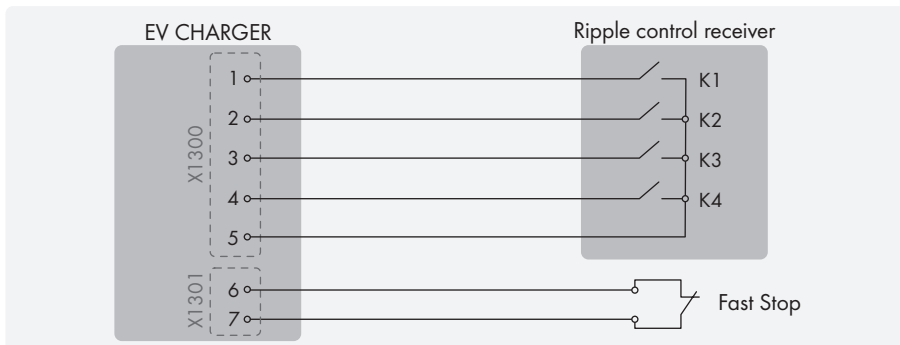 EV CHARGER
Ripple control receiver
1
K1
2
K2
X1300
3
K3
4
K4
5
X1301
6
7
Fast Stop